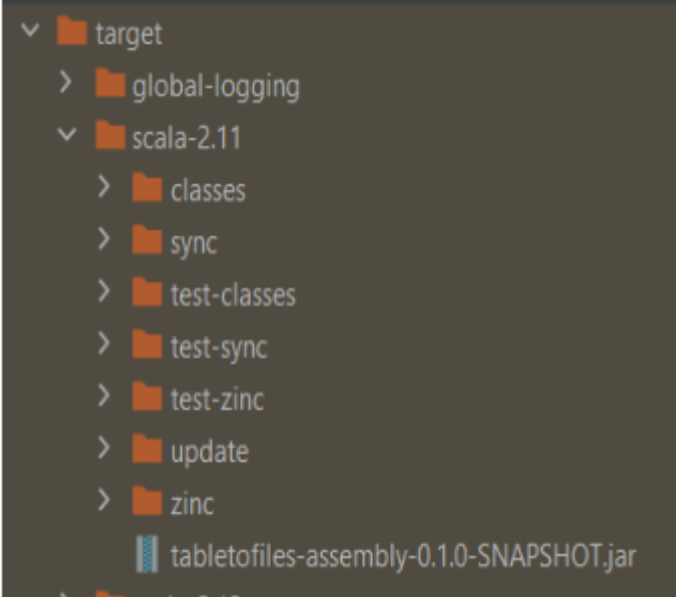 target
global-logging
scala-2.11
classes
sync
test-classes
test-sync
test-zinc
update
zinc
tabletofiles-assembly-0.1.0-SNAPSHOT.jar